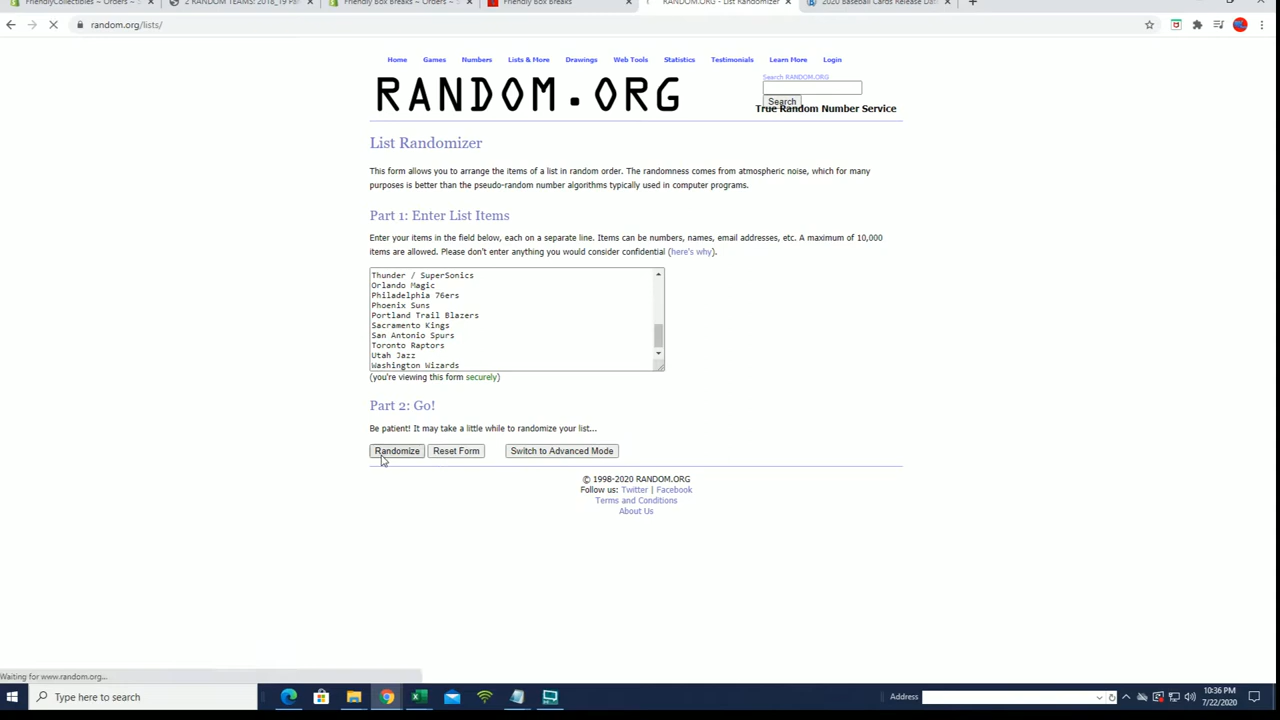 FriendlyCollectibles ~ Orders ~ S
2 RANDOM TEAMS: 2018_19 Pan
Friendly Box Breaks ~ Orders ~ S
Friendly Box Breaks
RANDOM.ORG - List Randomizer
2020 Baseball Cards Release Dat
random.org/lists/
Home Games Numbers Lists & More Drawings Web Tools Statistics Testimonials Learn More Login
Search RANDOM.ORG
RANDOM.ORG
Search
True Random Number Service
List Randomizer
This form allows you to arrange the items of a list in random order. The randomness comes from atmospheric noise, which for many
purposes is better than the pseudo-random number algorithms typically used in computer programs.
Part 1: Enter List Items
Enter your items in the field below, each on a separate line. Items can be numbers, names, email addresses, etc. A maximum of 10,000
items are allowed. Please don't enter anything you would consider confidential (here's why).
Thunder / SuperSonics
Orlando Magic
Philadelphia 76ers
Phoenix Suns
Portland Trail Blazers
Sacramento Kings
San Antonio Spurs
Toronto Raptors
Utah Jazz
Washington Wizards
(you're viewing this form securely)
Part 2: Go!
Be patient! It may take a little while to randomize your list...
Randomize Reset Form Switch to Advanced Mode
© 1998-2020 RANDOM.ORG
Follow us: Twitter | Facebook
Terms and Conditions
About Us
Waiting for www.random.org...
Type here to search
Address
10:36 PM
7/22/2020